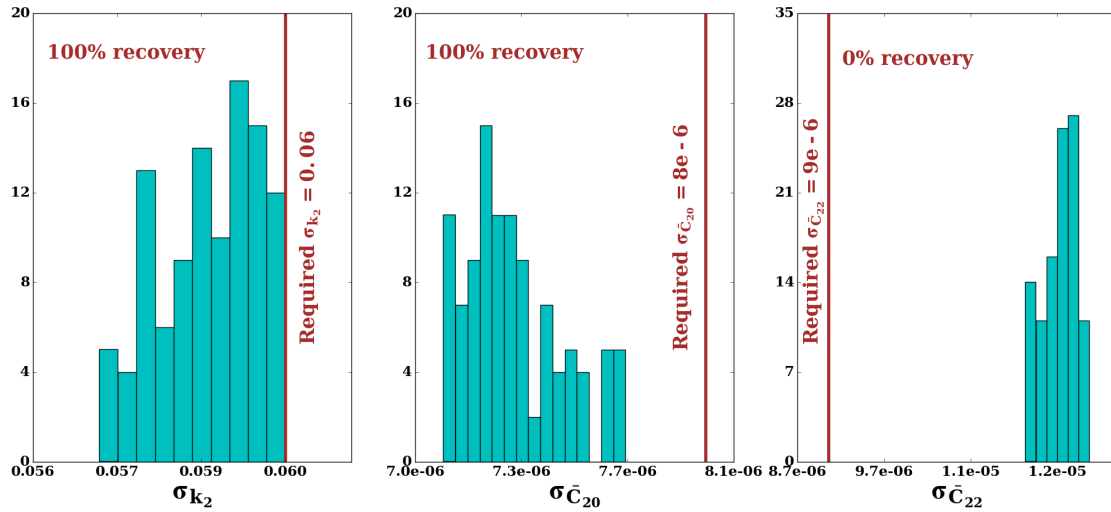 20
16
12
8
4
0
100% recovery
Required σk₂ = 0.06
0.056
0.057
0.059
0.060
σk₂
20
16
12
8
4
0
100% recovery
Required σC̄₂₀ = 8e - 6
7.0e-06
7.3e-06
7.7e-06
8.1e-06
σC̄₂₀
35
28
21
14
7
0
0% recovery
Required σC̄₂₂ = 9e - 6
8.7e-06
9.7e-06
1.1e-05
1.2e-05
σC̄₂₂